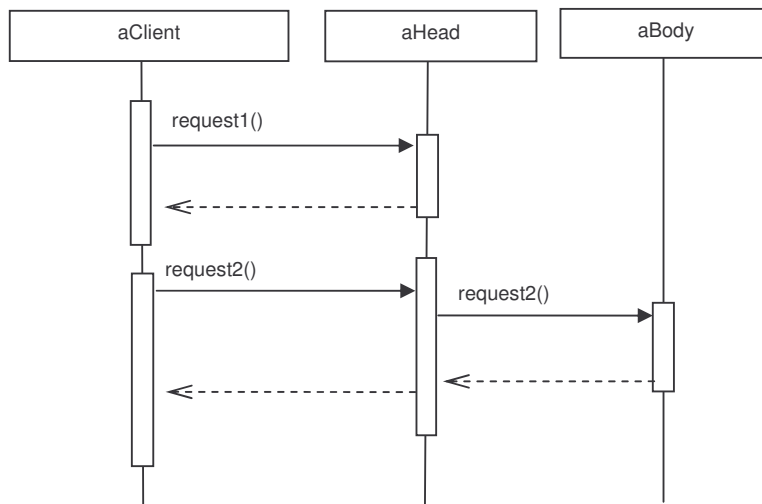 aClient
aHead
aBody
request1()
request2()
request2()